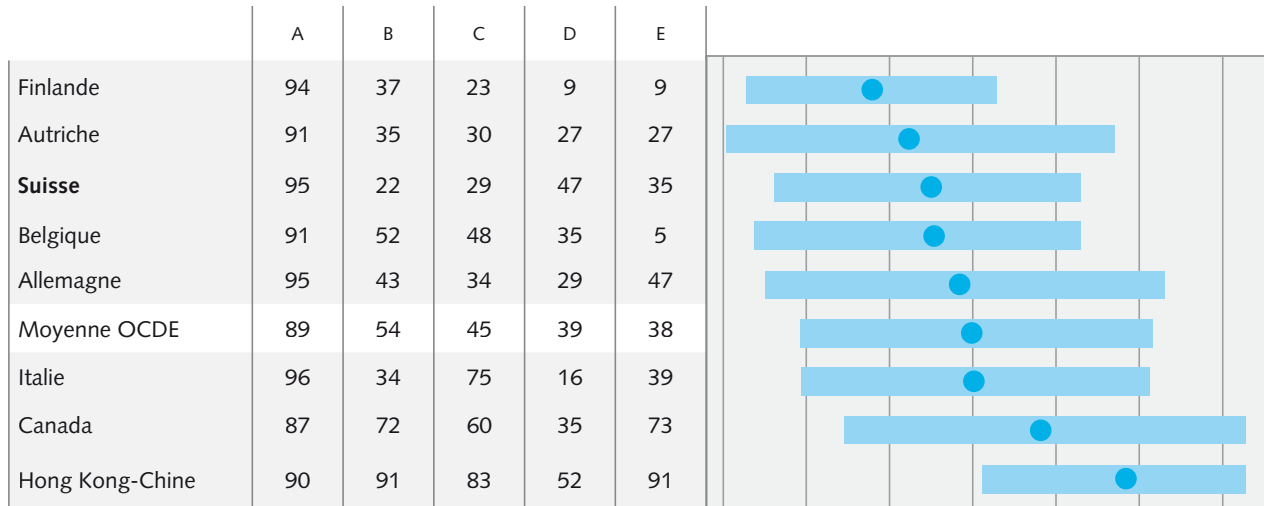 A B C D E
Finlande 94 37 23 9 9
Autriche 91 35 30 27 27
Suisse 95 22 29 47 35
Belgique 91 52 48 35 5
Allemagne 95 43 34 29 47
Moyenne OCDE 89 54 45 39 38
Italie 96 34 75 16 39
Canada 87 72 60 35 73
Hong Kong-Chine 90 91 83 52 91